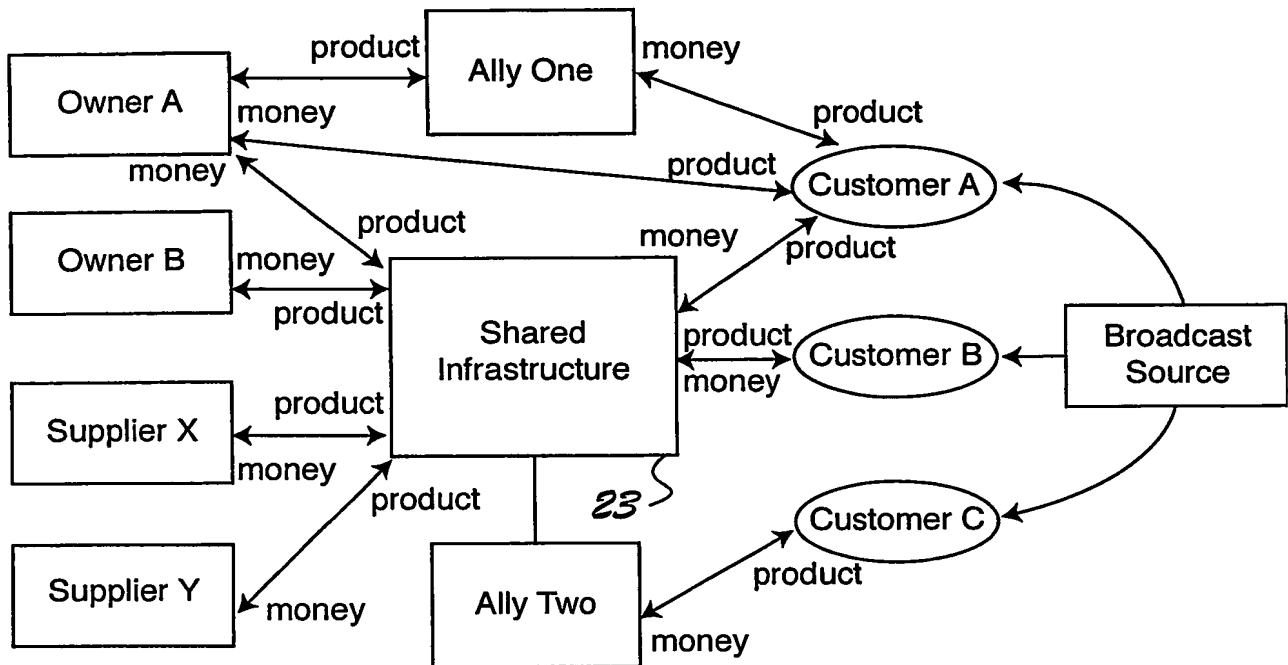 product
Ally One
money
Owner A
money
product
money
product
Customer A
product
money
product
Owner B
money
product
Shared
Infrastructure
product
money
Customer B
Broadcast
Source
Supplier X
product
money
product
23
Customer C
Supplier Y
money
Ally Two
product
money